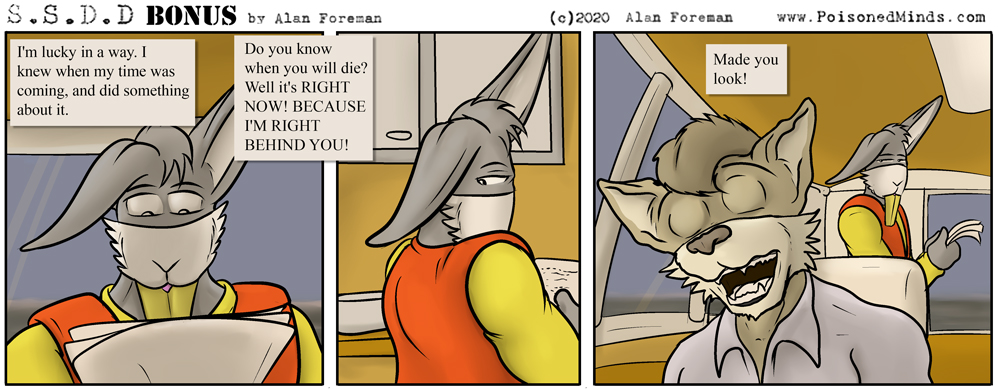 S.S.D.D BONUS by Alan Foreman (c)2020 Alan Foreman www.PoisonedMinds.com
I'm lucky in a way. I
knew when my time was
coming, and did something
about it.
Do you know
when you will die?
Well it's RIGHT
NOW! BECAUSE
I'M RIGHT
BEHIND YOU!
Made you
look!